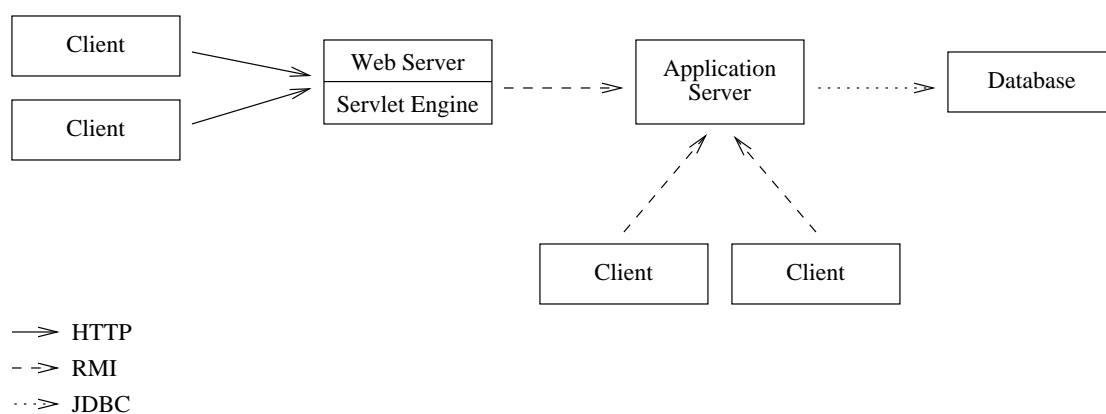 Client
Client
Web Server
Servlet Engine
Application
Server
Database
Client
Client
HTTP
RMI
JDBC